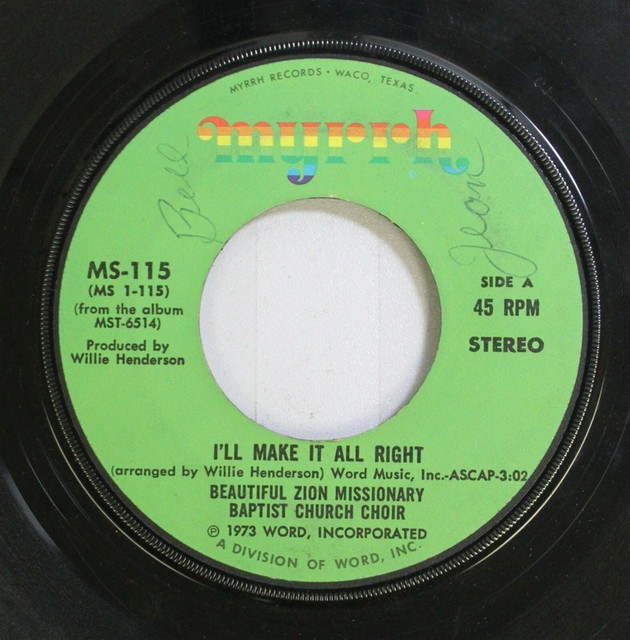 MYRRH RECORDS • WACO, TEXAS
myrrh
Bell
Jean
MS-115
(MS 1-115)
(from the album
MST-6514)
Produced by
Willie Henderson
SIDE A
45 RPM
STEREO
I'LL MAKE IT ALL RIGHT
(arranged by Willie Henderson) Word Music, Inc.-ASCAP-3:02
BEAUTIFUL ZION MISSIONARY
BAPTIST CHURCH CHOIR
℗ 1973 WORD, INCORPORATED
A DIVISION OF WORD, INC.